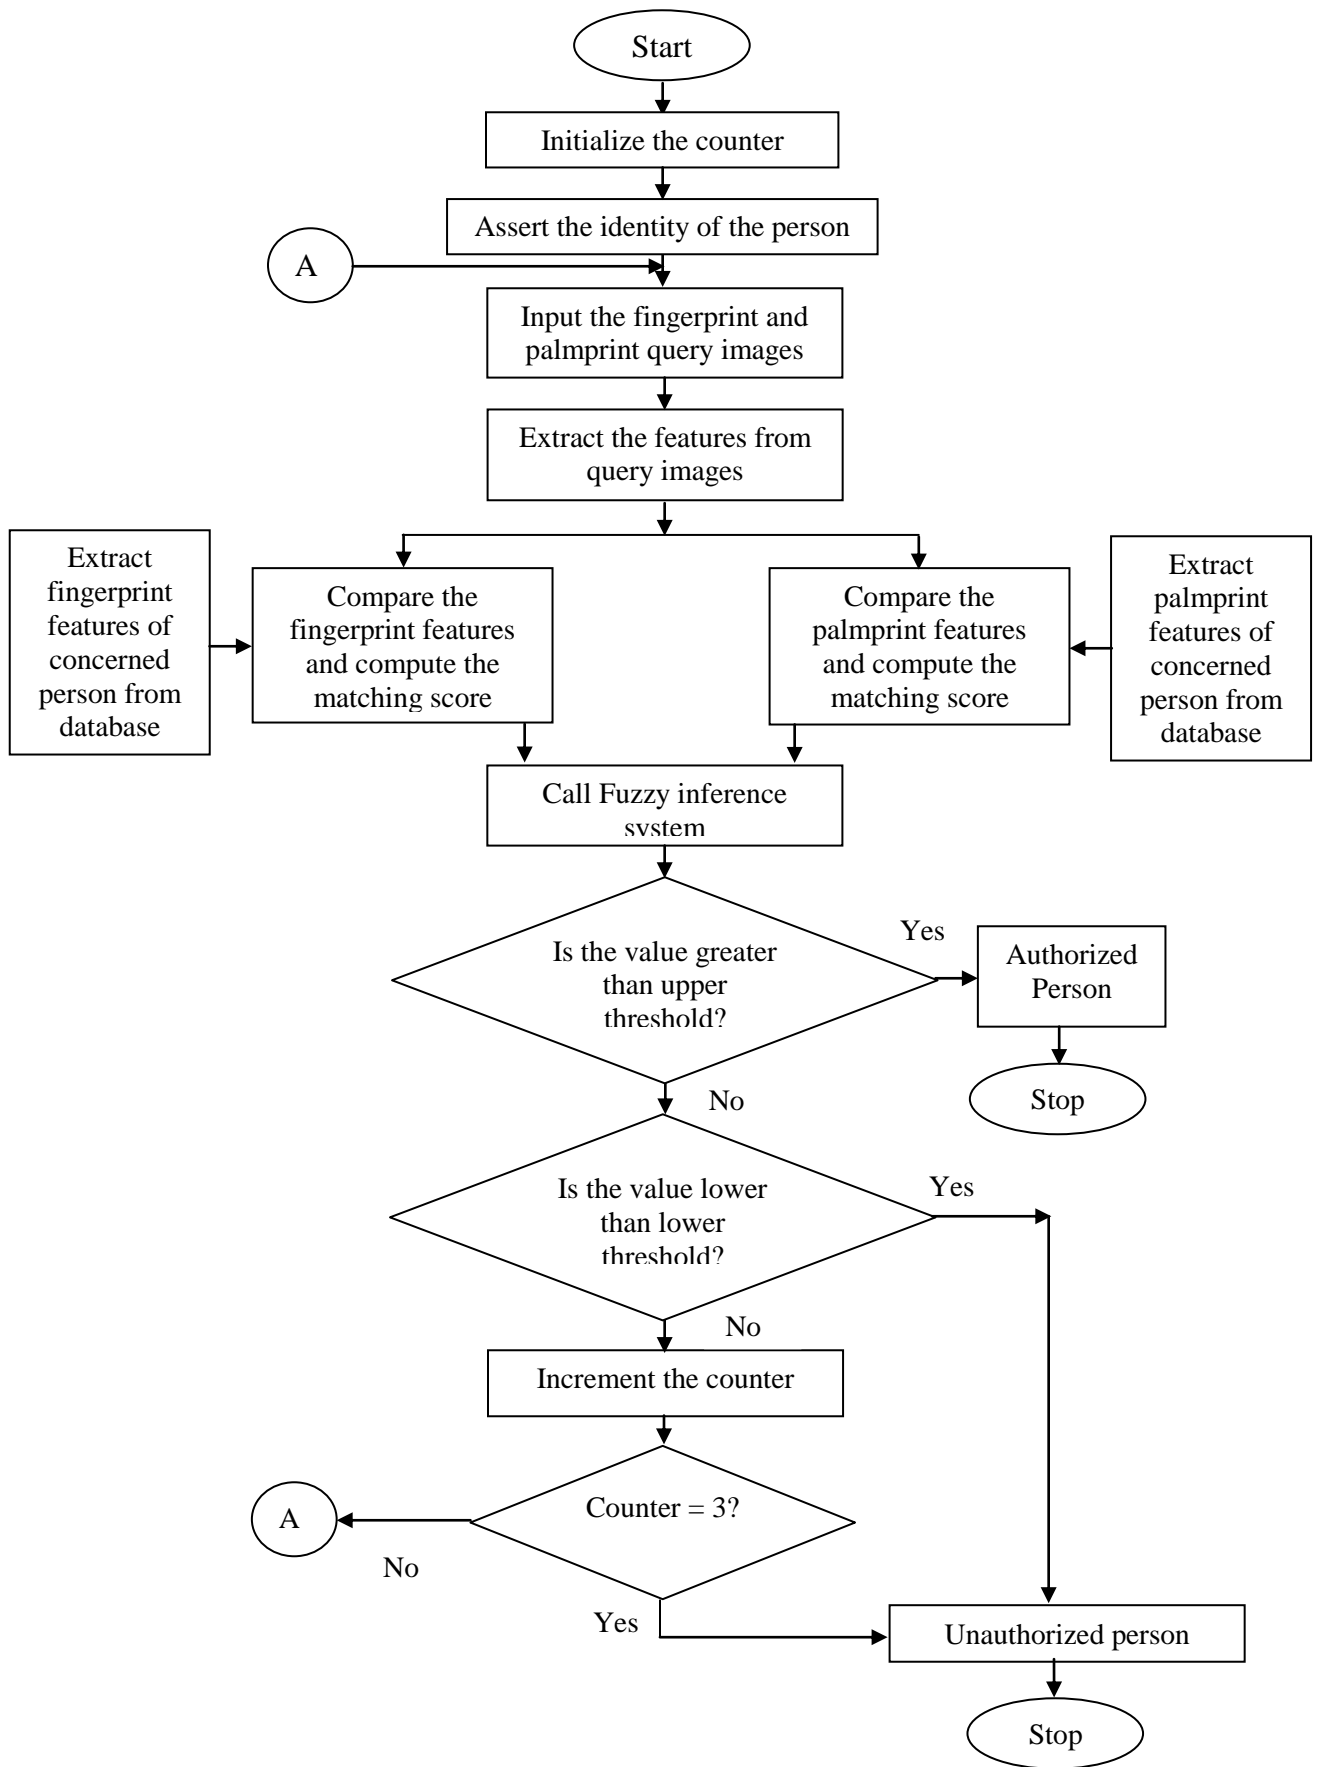 Start
Initialize the counter
Assert the identity of the person
A
Input the fingerprint and
palmprint query images
Extract the features from
query images
Extract
fingerprint
features of
concerned
person from
database
Compare the
fingerprint features
and compute the
matching score
Compare the
palmprint features
and compute the
matching score
Extract
palmprint
features of
concerned
person from
database
Call Fuzzy inference
system
Is the value greater
than upper
threshold?
Yes
Authorized
Person
Stop
No
Is the value lower
than lower
threshold?
Yes
No
Increment the counter
Counter = 3?
A
No
Yes
Unauthorized person
Stop